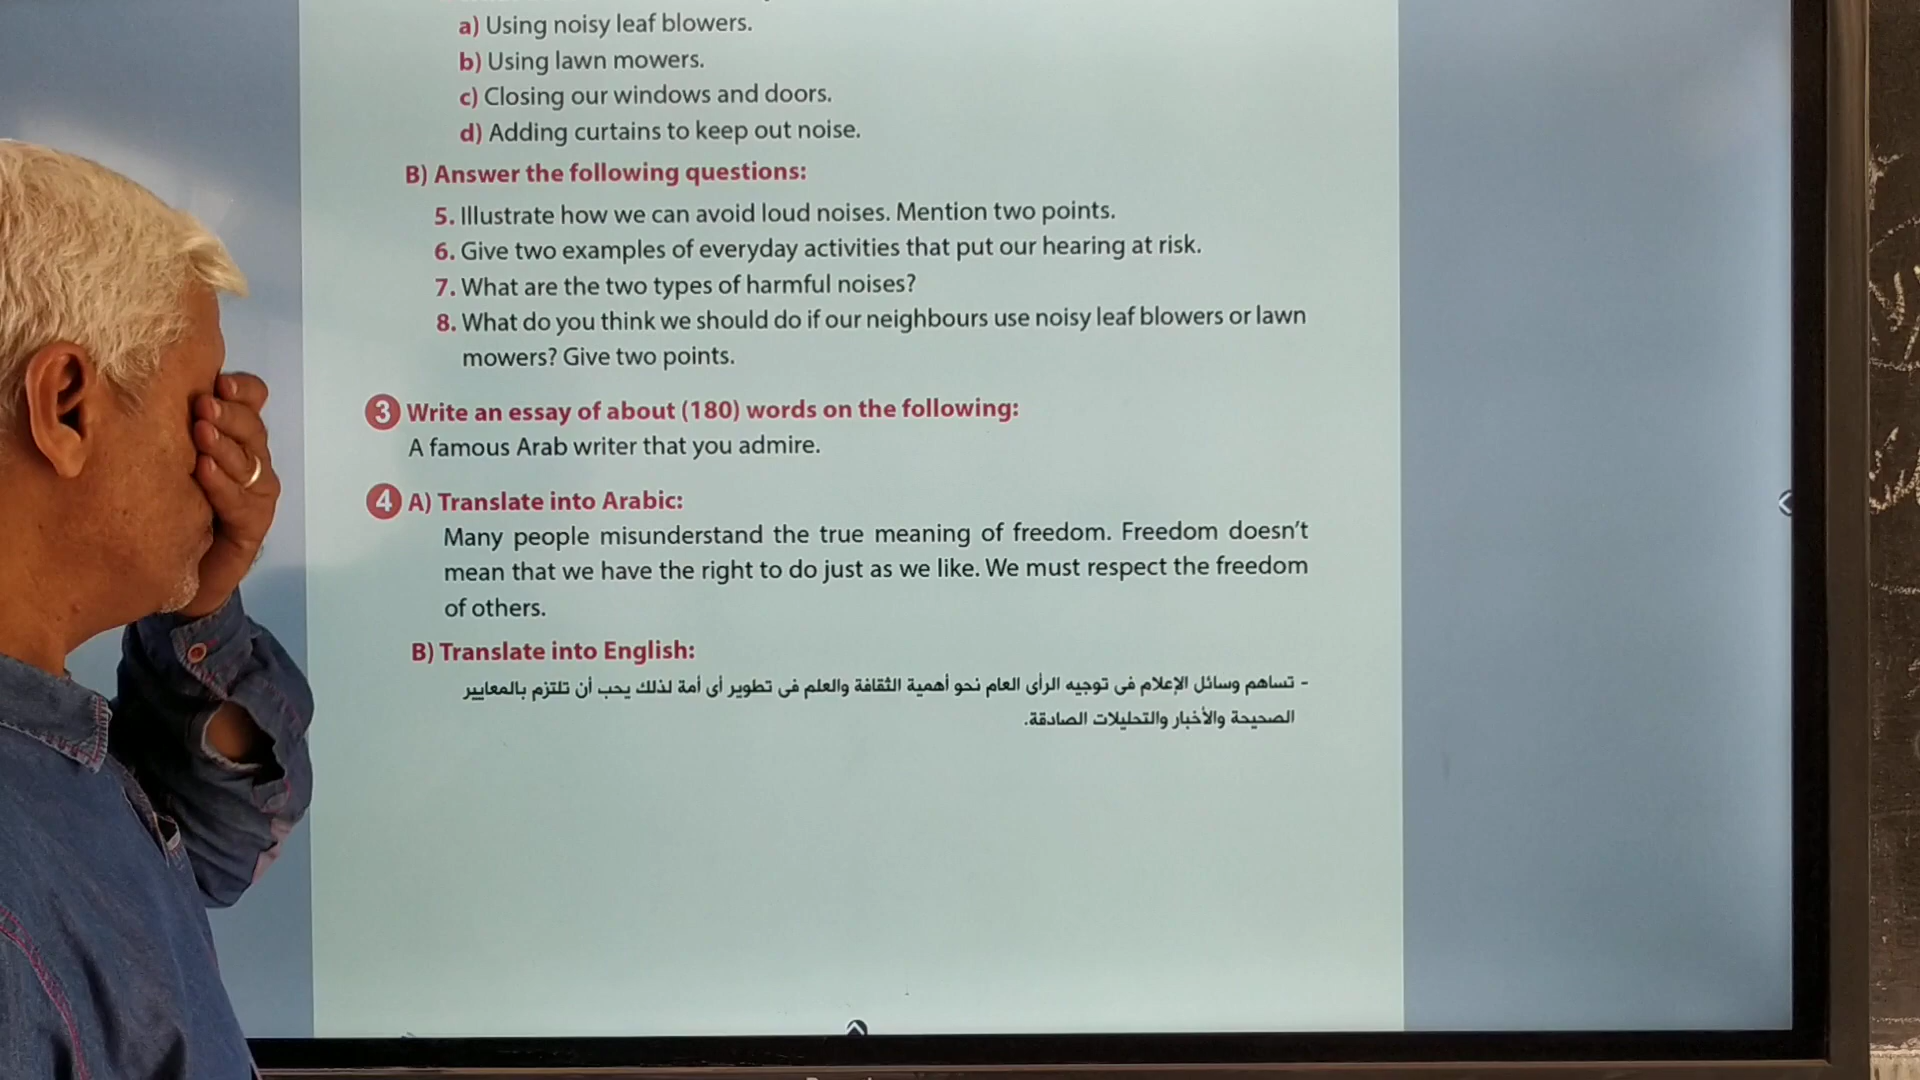 a) Using noisy leaf blowers.
b) Using lawn mowers.
c) Closing our windows and doors.
d) Adding curtains to keep out noise.
B) Answer the following questions:
5. Illustrate how we can avoid loud noises. Mention two points.
6. Give two examples of everyday activities that put our hearing at risk.
7. What are the two types of harmful noises?
8. What do you think we should do if our neighbours use noisy leaf blowers or lawn
mowers? Give two points.
3 Write an essay of about (180) words on the following:
A famous Arab writer that you admire.
4 A) Translate into Arabic:
Many people misunderstand the true meaning of freedom. Freedom doesn't
mean that we have the right to do just as we like. We must respect the freedom
of others.
B) Translate into English:
- تساهم وسائل الإعلام فى توجيه الرأى العام نحو أهمية الثقافة والعلم فى تطوير أى أمة لذلك يجب أن تلتزم بالمعايير
الصحيحة والأخبار والتحليلات الصادقة.